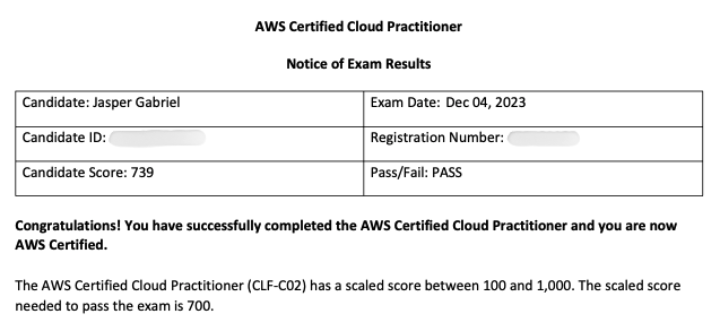 AWS Certified Cloud Practitioner
Notice of Exam Results
Candidate: Jasper Gabriel
Exam Date: Dec 04, 2023
Candidate ID:
Registration Number:
Candidate Score: 739
Pass/Fail: PASS
Congratulations! You have successfully completed the AWS Certified Cloud Practitioner and you are now
AWS Certified.
The AWS Certified Cloud Practitioner (CLF-C02) has a scaled score between 100 and 1,000. The scaled score
needed to pass the exam is 700.